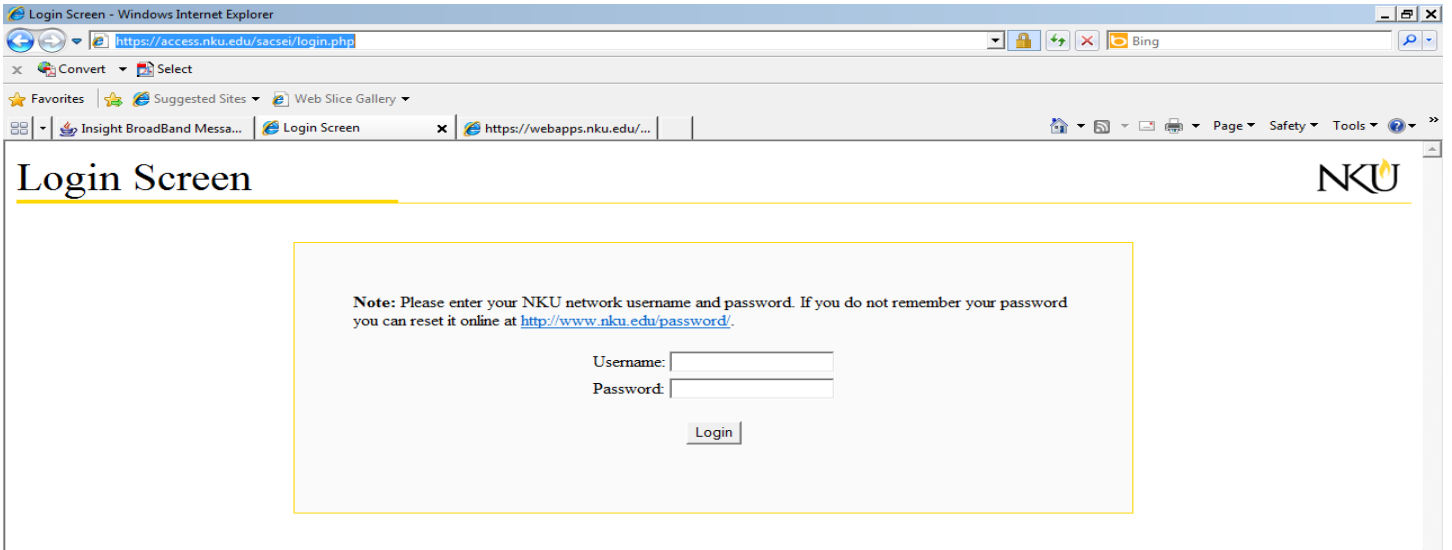 Login Screen - Windows Internet Explorer
https://access.nku.edu/sacsei/login.php
Bing
x Convert Select
Favorites Suggested Sites Web Slice Gallery
Insight BroadBand Messa... Login Screen x https://webapps.nku.edu/... Page Safety Tools »
Login Screen NKU
Note: Please enter your NKU network username and password. If you do not remember your password
you can reset it online at http://www.nku.edu/password/.
Username:
Password:
Login